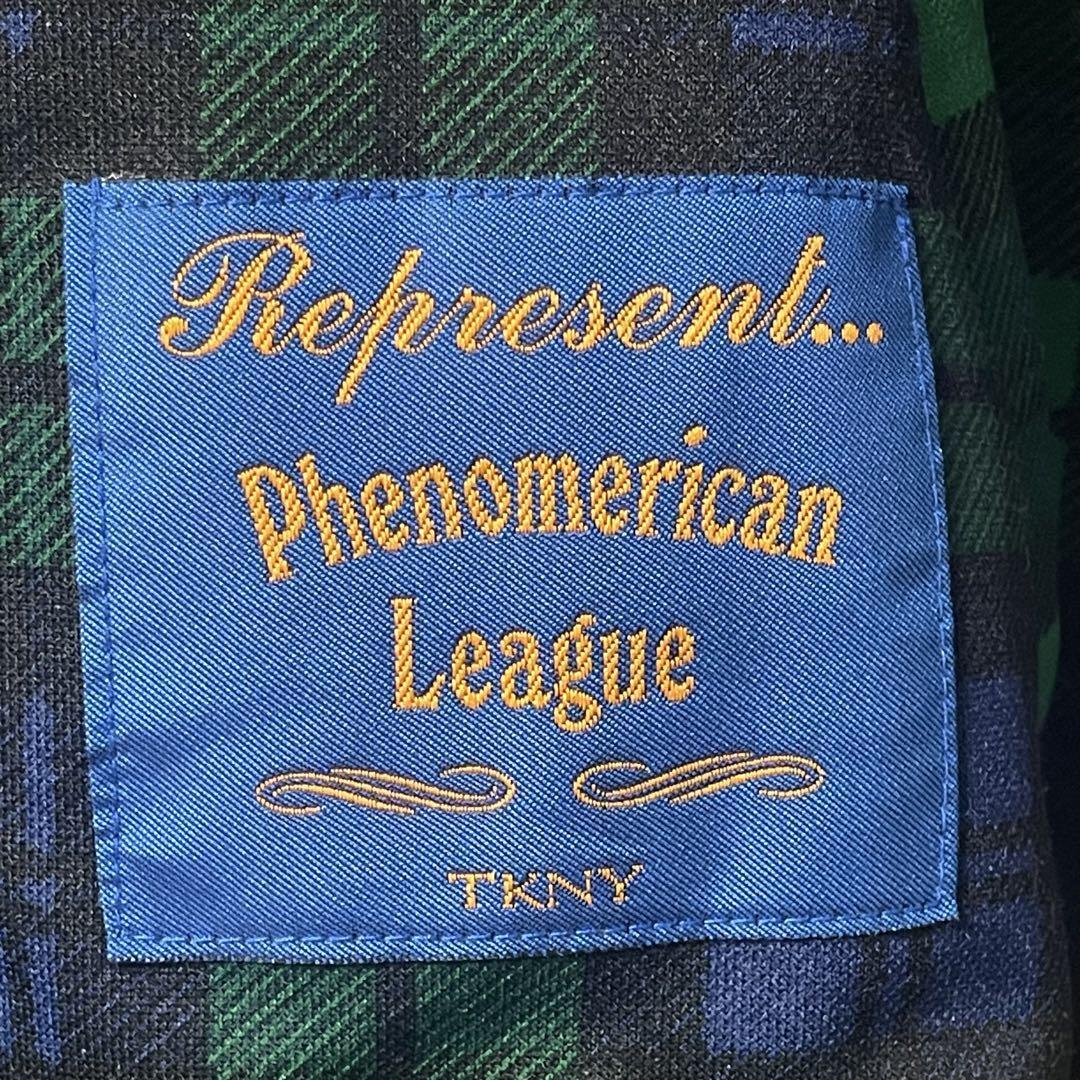 Represent...
Phenomerican
League
TKNY